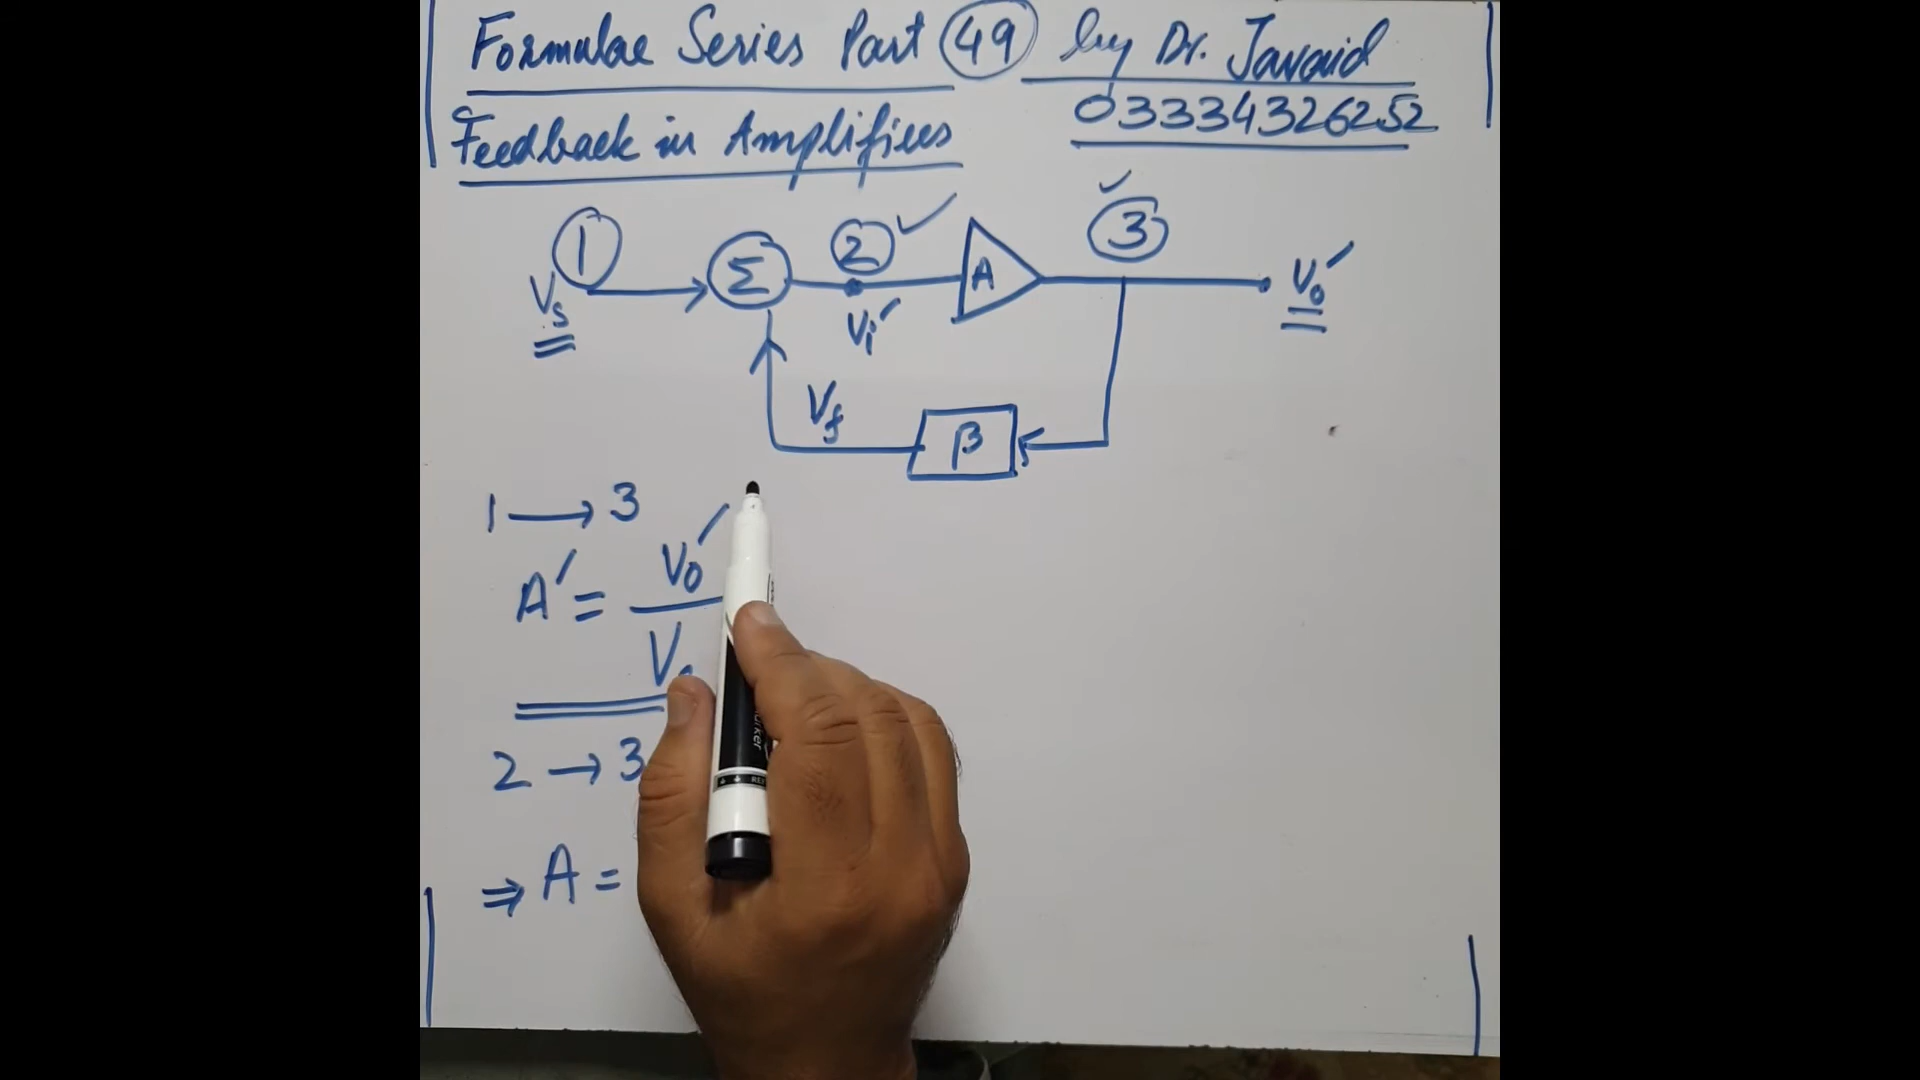 Formulae Series Part 49 by Dr. Javaid
03334326252
Feedback in Amplifiers
1
2
3
Vs
Σ
Vi′
A
Vo′
Vf
β
1 → 3
A′ = Vo′
V
2 → 3
⇒ A =